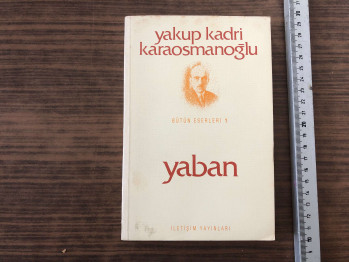 yakup kadri
karaosmanoğlu
BÜTÜN ESERLERİ 5
yaban
İLETİŞİM YAYINLARI